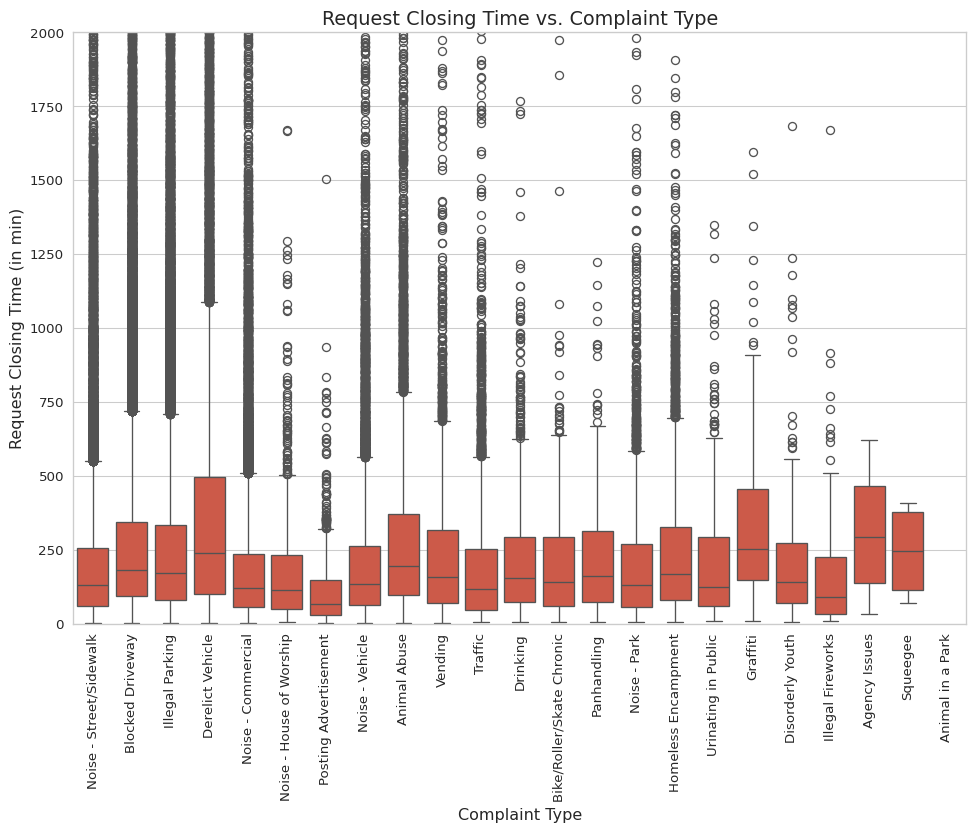 Request Closing Time vs. Complaint Type
Request Closing Time (in min)
2000
1750
1500
1250
1000
750
500
250
0
Noise - Street/Sidewalk
Blocked Driveway
Illegal Parking
Derelict Vehicle
Noise - Commercial
Noise - House of Worship
Posting Advertisement
Noise - Vehicle
Animal Abuse
Vending
Traffic
Drinking
Bike/Roller/Skate Chronic
Panhandling
Noise - Park
Homeless Encampment
Urinating in Public
Graffiti
Disorderly Youth
Illegal Fireworks
Agency Issues
Squeegee
Animal in a Park
Complaint Type